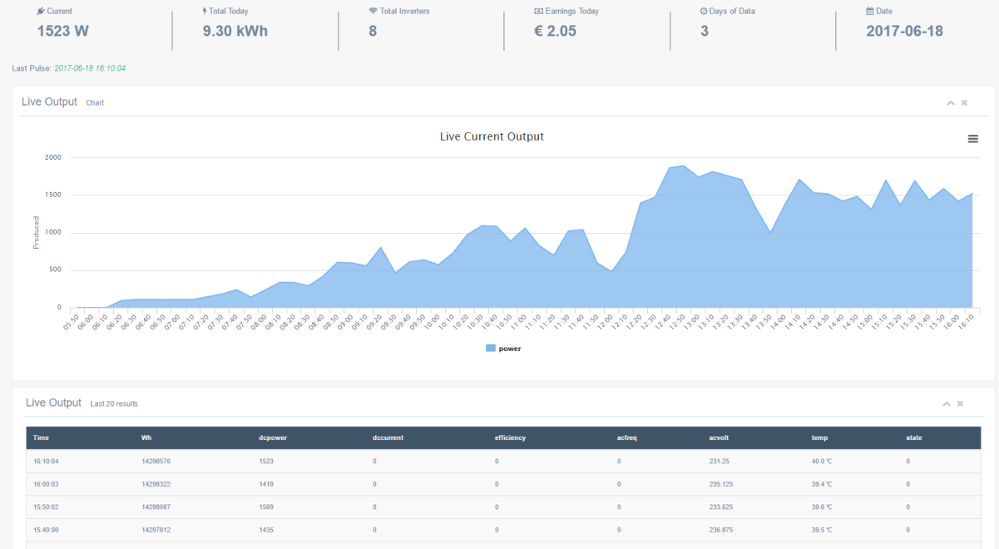 Current Total Today Total Inverters Earnings Today Days of Data Date
1523 W 9.30 kWh 8 € 2.05 3 2017-06-18
Last Pulse: 2017-06-18 16:10:04
Live Output Chart
Live Current Output
2000
1500
1000
500
0
Produced
05:50 06:00 06:10 06:20 06:30 06:40 06:50 07:00 07:10 07:20 07:30 07:40 07:50 08:00 08:10 08:20 08:30 08:40 08:50 09:00 09:10 09:20 09:30 09:40 09:50 10:00 10:10 10:20 10:30 10:40 10:50 11:00 11:10 11:20 11:30 11:40 11:50 12:00 12:10 12:20 12:30 12:40 12:50 13:00 13:10 13:20 13:30 13:40 13:50 14:00 14:10 14:20 14:30 14:40 14:50 15:00 15:10 15:20 15:30 15:40 15:50 16:00 16:10
power
Live Output Last 20 results
Time Wh dcpower dccurrent efficiency acfreq acvolt temp state
16:10:04 14298576 1523 0 0 0 231.25 40.0 °C 0
16:00:03 14298322 1419 0 0 0 235.125 39.4 °C 0
15:50:02 14298087 1589 0 0 0 233.625 39.6 °C 0
15:40:00 14297812 1435 0 0 0 236.875 39.5 °C 0